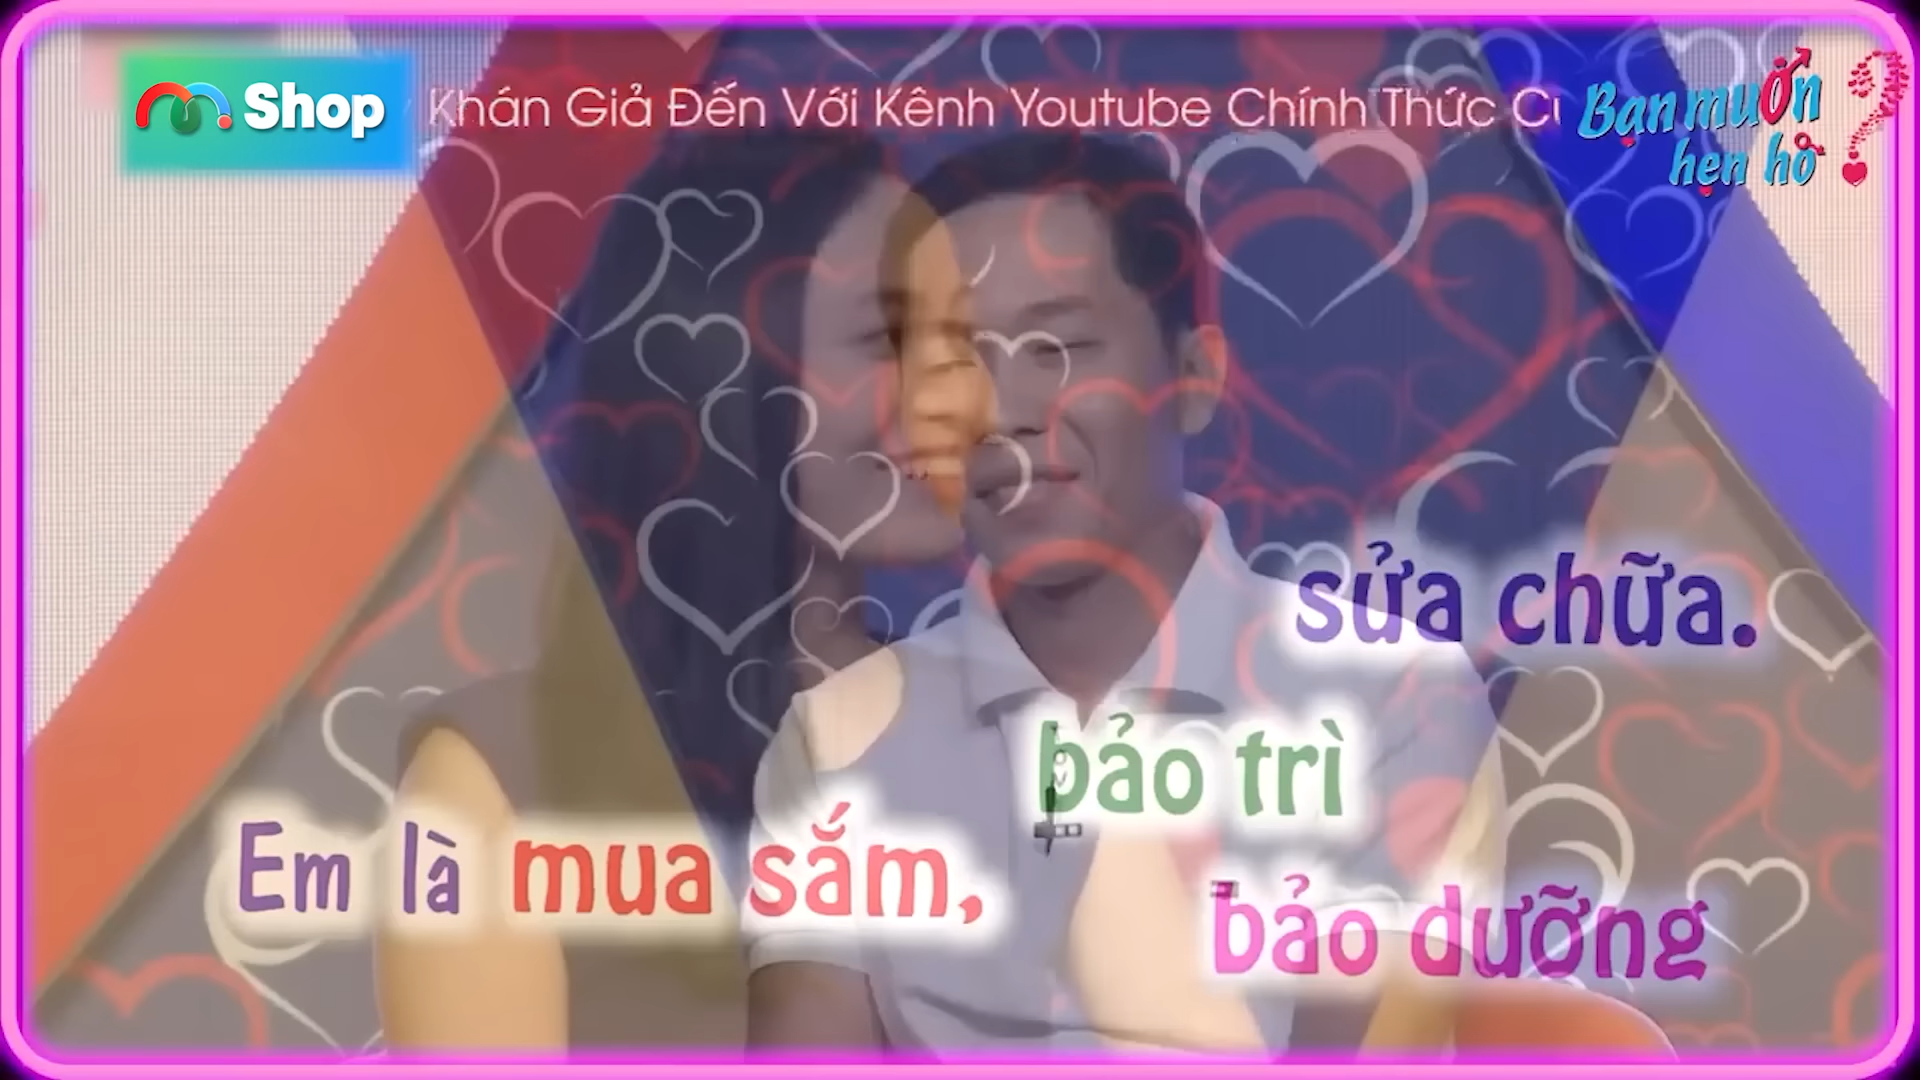 Shop
Khán Giả Đến Với Kênh Youtube Chính Thức
Bạn muốn
hẹn hò
?
sửa chữa.
bảo trì
Em là mua sắm,
bảo dưỡng